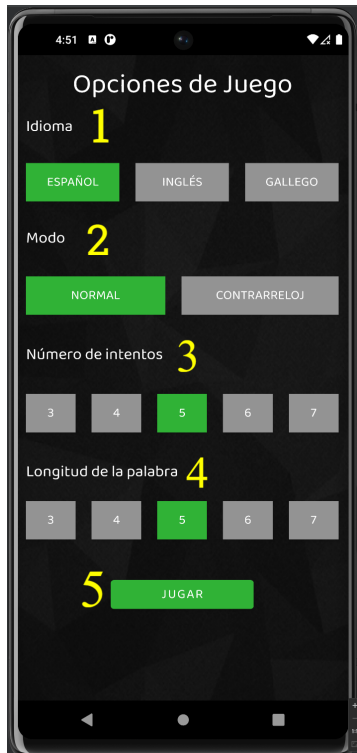 4:51
Opciones de Juego
Idioma 1
ESPAÑOL INGLÉS GALLEGO
Modo 2
NORMAL CONTRARRELOJ
Número de intentos 3
3 4 5 6 7
Longitud de la palabra 4
3 4 5 6 7
5 JUGAR